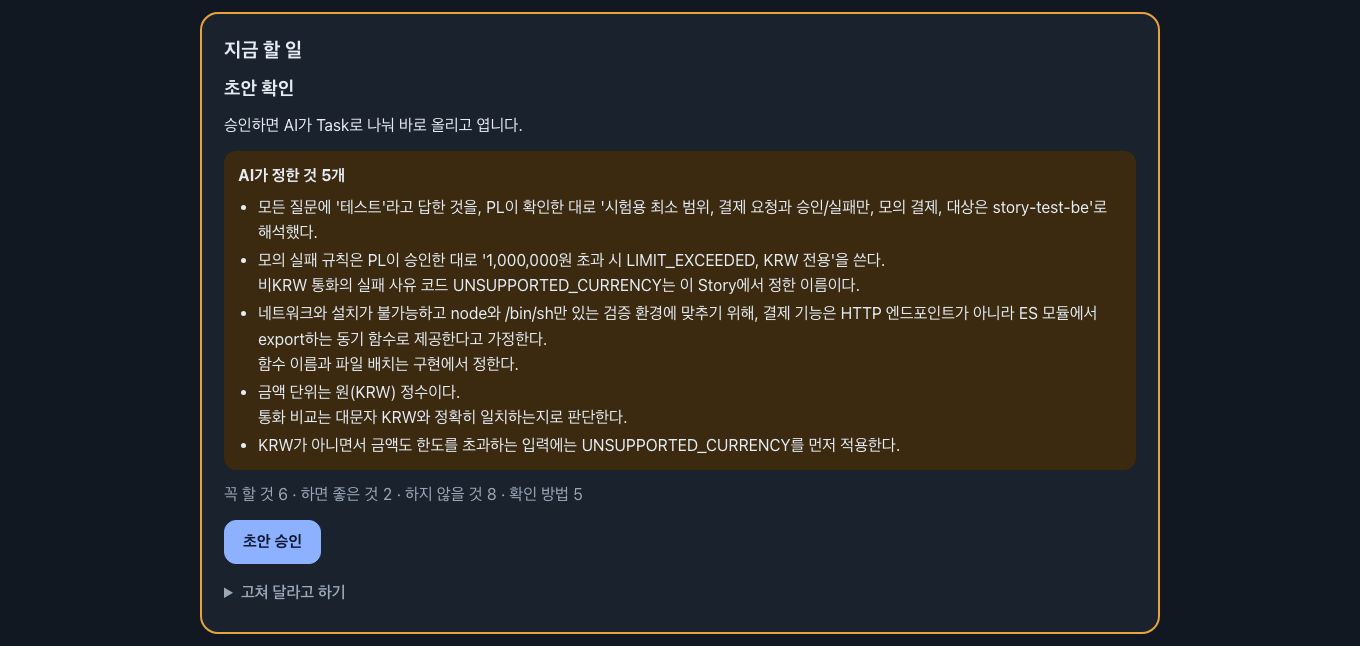 지금 할 일
초안 확인
승인하면 AI가 Task로 나눠 바로 올리고 엽니다.
AI가 정한 것 5개
• 모든 질문에 '테스트'라고 답한 것을, PL이 확인한 대로 '시험용 최소 범위, 결제 요청과 승인/실패만, 모의 결제, 대상은 story-test-be'로
해석했다.
• 모의 실패 규칙은 PL이 승인한 대로 '1,000,000원 초과 시 LIMIT_EXCEEDED, KRW 전용'을 쓴다.
비KRW 통화의 실패 사유 코드 UNSUPPORTED_CURRENCY는 이 Story에서 정한 이름이다.
• 네트워크와 설치가 불가능하고 node와 /bin/sh만 있는 검증 환경에 맞추기 위해, 결제 기능은 HTTP 엔드포인트가 아니라 ES 모듈에서
export하는 동기 함수로 제공한다고 가정한다.
함수 이름과 파일 배치는 구현에서 정한다.
• 금액 단위는 원(KRW) 정수이다.
통화 비교는 대문자 KRW와 정확히 일치하는지로 판단한다.
• KRW가 아니면서 금액도 한도를 초과하는 입력에는 UNSUPPORTED_CURRENCY를 먼저 적용한다.
꼭 할 것 6 · 하면 좋은 것 2 · 하지 않을 것 8 · 확인 방법 5
초안 승인
▶ 고쳐 달라고 하기